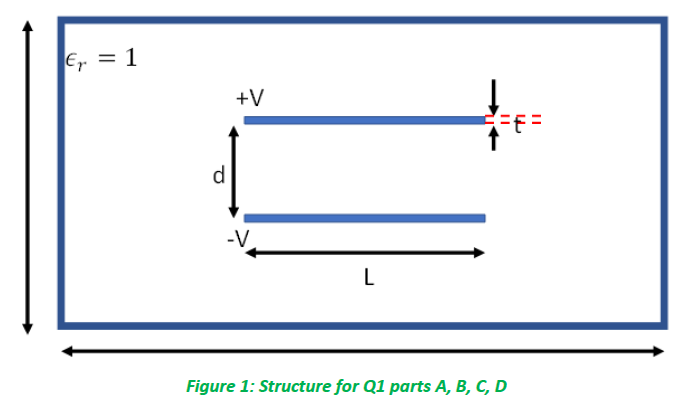 ϵᵣ = 1
+V
t
d
-V
L
Figure 1: Structure for Q1 parts A, B, C, D